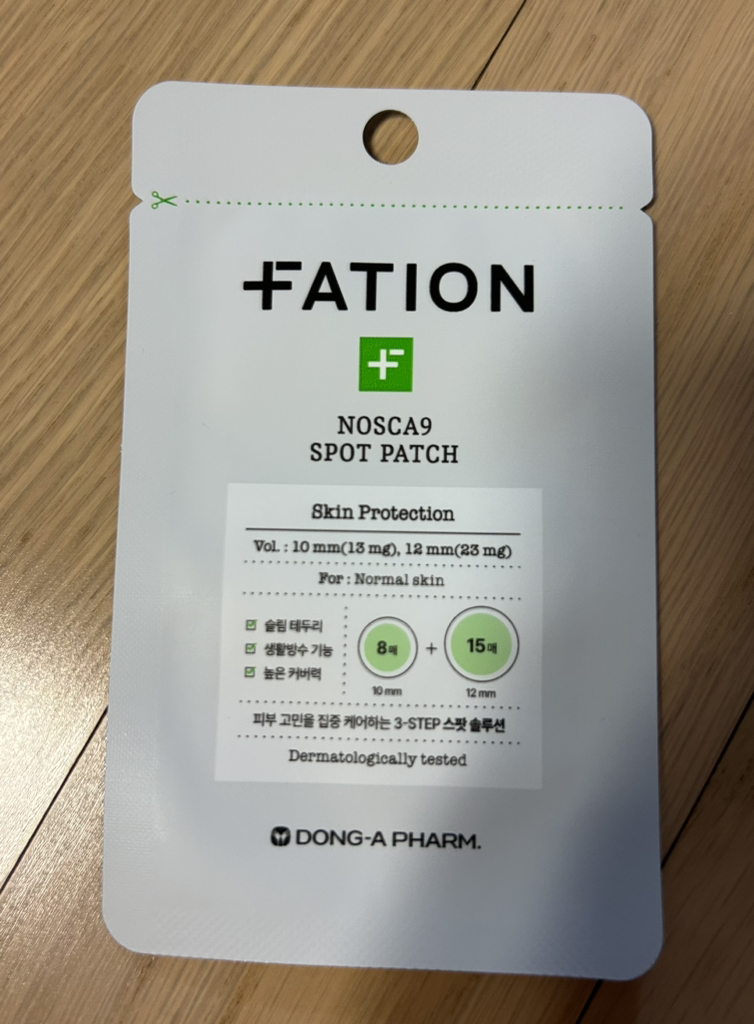 FATION
F
NOSCA9
SPOT PATCH
Skin Protection
Vol. : 10 mm(13 mg), 12 mm(23 mg)
For : Normal skin
슬림 테두리
생활방수 기능
높은 커버력
8매
10 mm
+
15매
12 mm
피부 고민을 집중 케어하는 3-STEP 스팟 솔루션
Dermatologically tested
DONG-A PHARM.